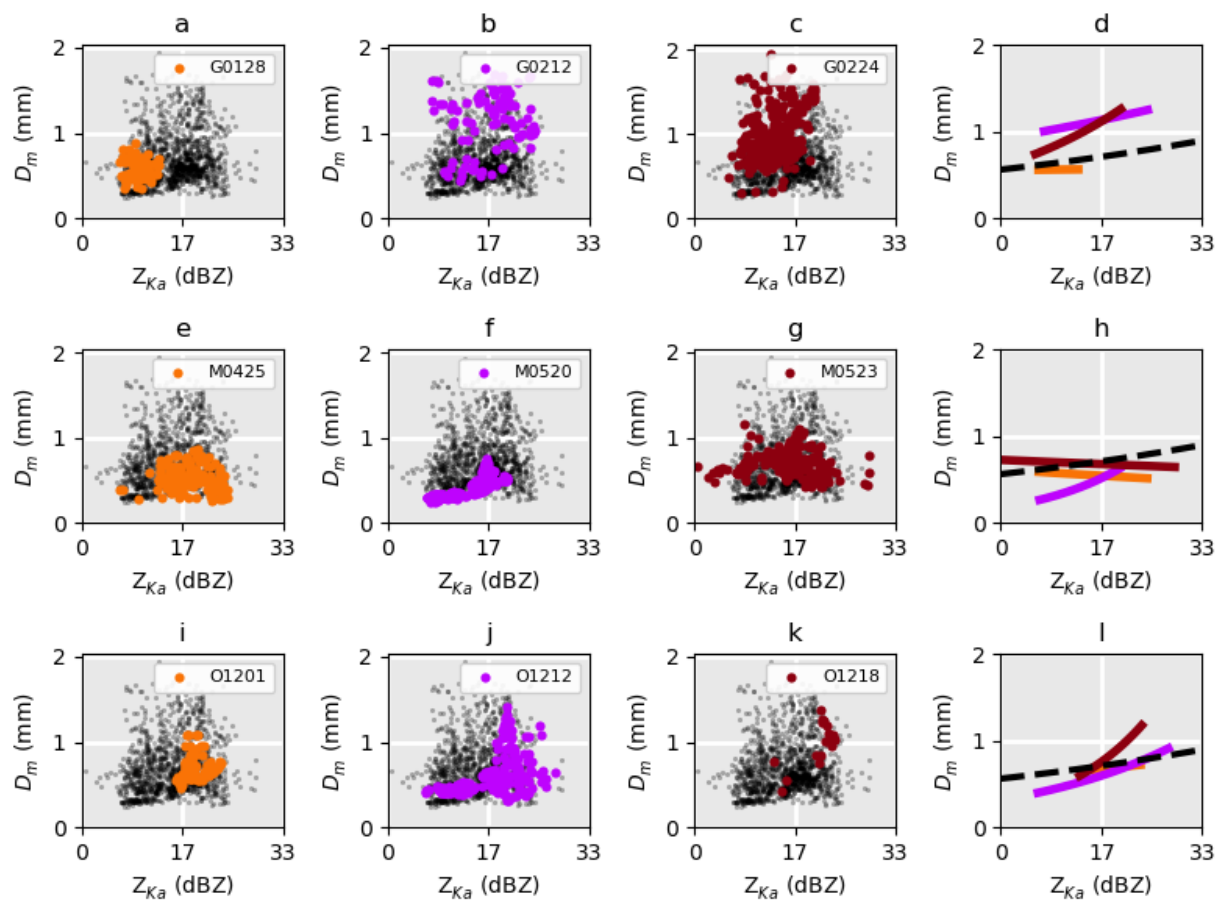 a
b
c
d
2
1
0
D_m (mm)
G0128
0
17
33
Z_Ka (dBZ)
2
1
0
D_m (mm)
G0212
0
17
33
Z_Ka (dBZ)
2
1
0
D_m (mm)
G0224
0
17
33
Z_Ka (dBZ)
2
1
0
D_m (mm)
0
17
33
Z_Ka (dBZ)
e
f
g
h
2
1
0
D_m (mm)
M0425
0
17
33
Z_Ka (dBZ)
2
1
0
D_m (mm)
M0520
0
17
33
Z_Ka (dBZ)
2
1
0
D_m (mm)
M0523
0
17
33
Z_Ka (dBZ)
2
1
0
D_m (mm)
0
17
33
Z_Ka (dBZ)
i
j
k
l
2
1
0
D_m (mm)
O1201
0
17
33
Z_Ka (dBZ)
2
1
0
D_m (mm)
O1212
0
17
33
Z_Ka (dBZ)
2
1
0
D_m (mm)
O1218
0
17
33
Z_Ka (dBZ)
2
1
0
D_m (mm)
0
17
33
Z_Ka (dBZ)